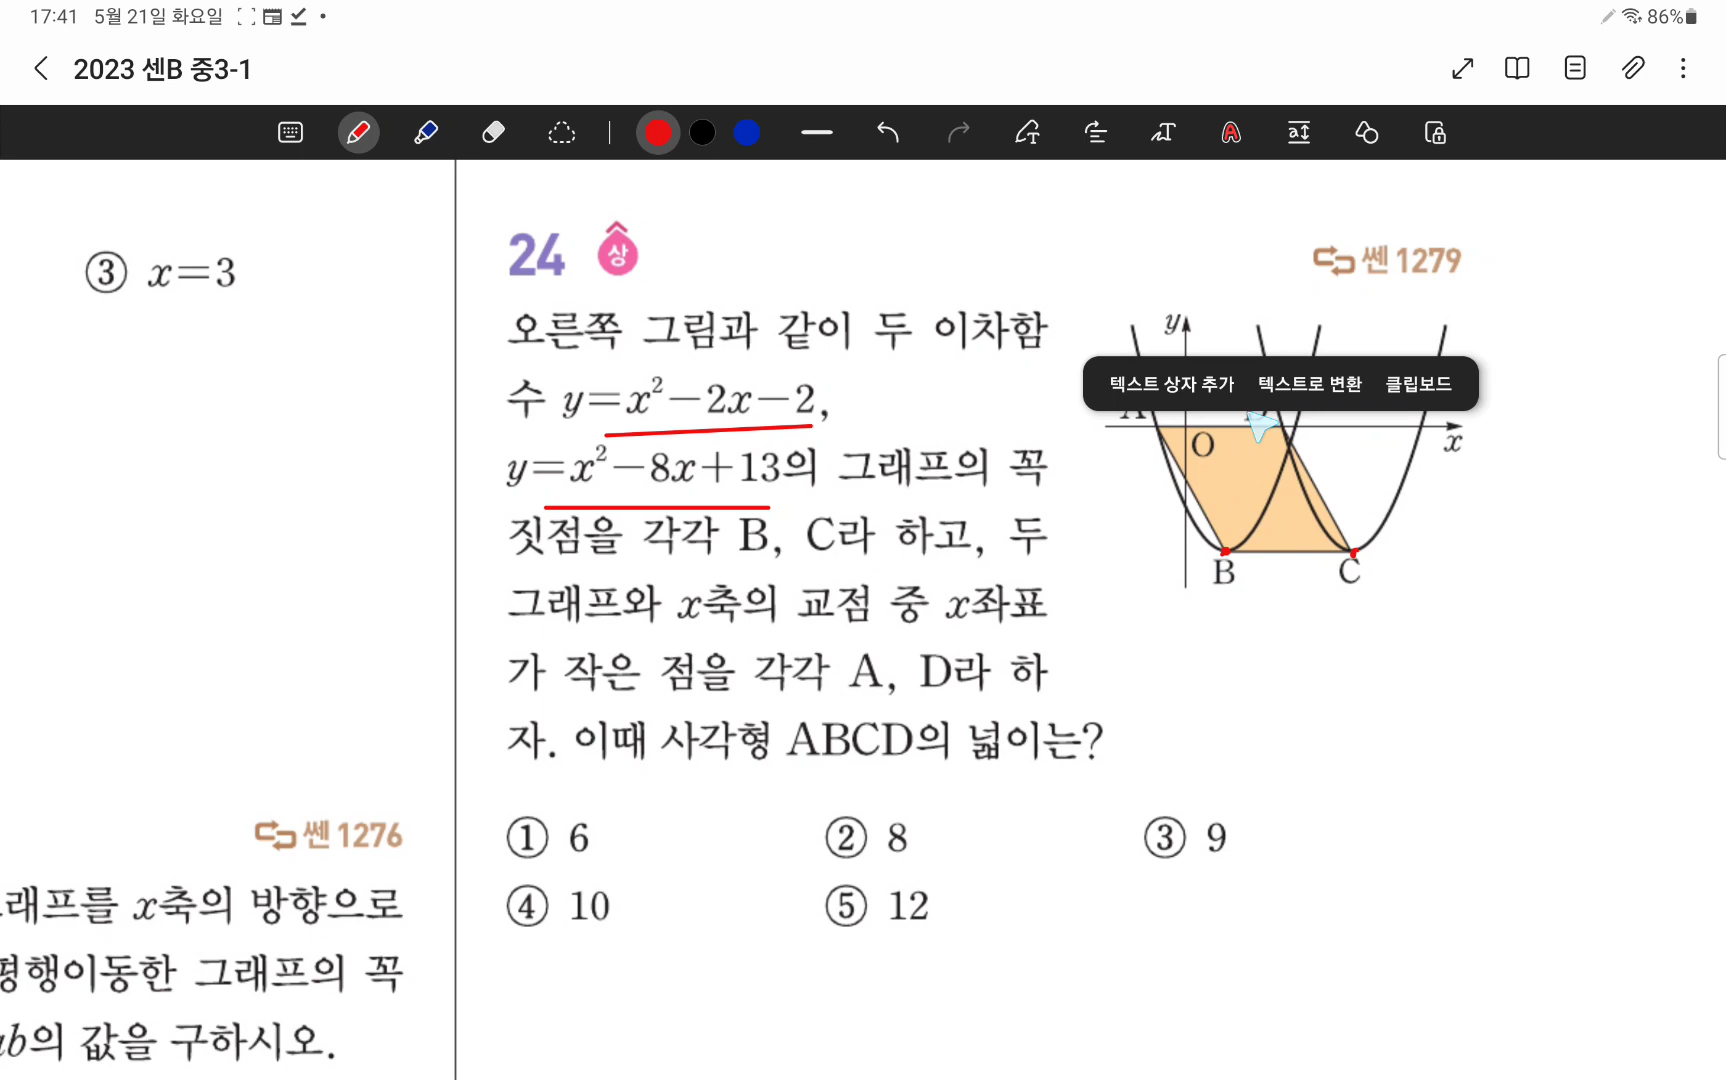 17:41 5월 21일 화요일
86%
2023 센B 중3-1
③ x=3
쎈 1276
래프를 x축의 방향으로
평행이동한 그래프의 꼭
ab의 값을 구하시오.
24 상
쎈 1279
오른쪽 그림과 같이 두 이차함
수 y=x²-2x-2,
y=x²-8x+13의 그래프의 꼭
짓점을 각각 B, C라 하고, 두
그래프와 x축의 교점 중 x좌표
가 작은 점을 각각 A, D라 하
자. 이때 사각형 ABCD의 넓이는?
y
텍스트 상자 추가 텍스트로 변환 클립보드
O x
B C
① 6 ② 8 ③ 9
④ 10 ⑤ 12